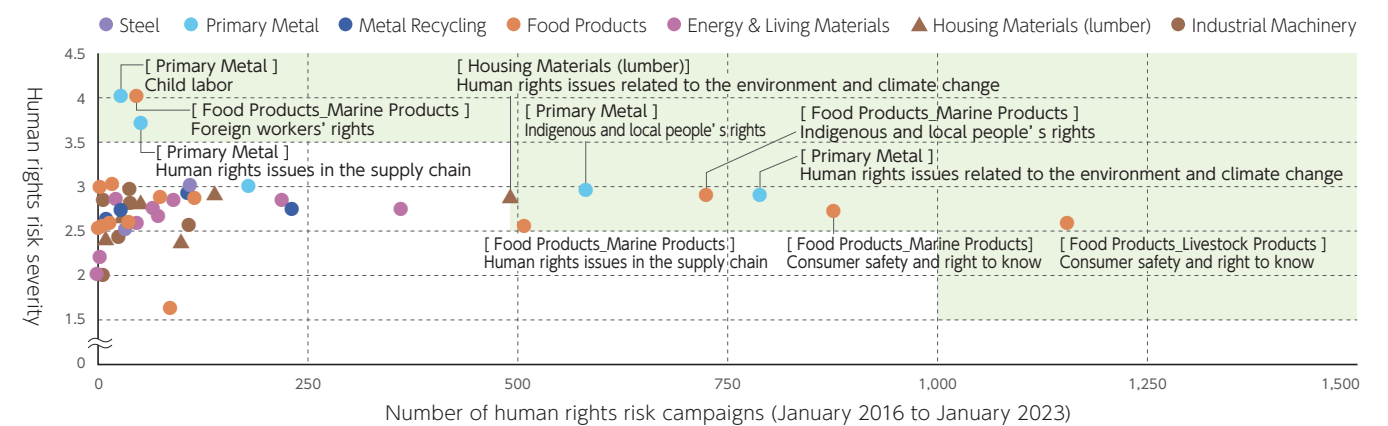 Steel Primary Metal Metal Recycling Food Products Energy & Living Materials Housing Materials (lumber) Industrial Machinery
Human rights risk severity
4.5
4
3.5
3
2.5
2
1.5
0
[ Primary Metal ]
Child labor
[ Food Products_Marine Products ]
Foreign workers' rights
[ Primary Metal ]
Human rights issues in the supply chain
[ Housing Materials (lumber)]
Human rights issues related to the environment and climate change
[ Primary Metal ]
Indigenous and local people' s rights
[ Food Products_Marine Products ]
Indigenous and local people' s rights
[ Primary Metal ]
Human rights issues related to the environment and climate change
[ Food Products_Marine Products]
Human rights issues in the supply chain
[ Food Products_Marine Products]
Consumer safety and right to know
[ Food Products_Livestock Products ]
Consumer safety and right to know
0 250 500 750 1,000 1,250 1,500
Number of human rights risk campaigns (January 2016 to January 2023)